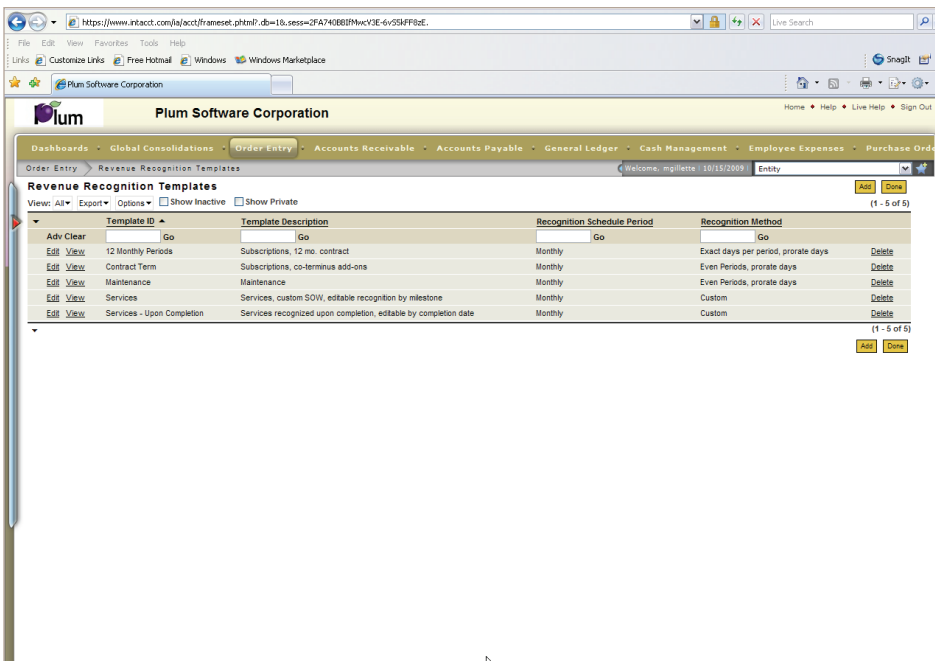 https://www.intacct.com/ia/acct/frameset.phtml?.db=18.sess=2FA740BBIfMwcV3E-6vS5kFF8zE.
Live Search
File Edit View Favorites Tools Help
Links Customize Links Free Hotmail Windows Windows Marketplace
SnagIt
Plum Software Corporation
Plum
Plum Software Corporation
Home Help Live Help Sign Out
Dashboards Global Consolidations Order Entry Accounts Receivable Accounts Payable General Ledger Cash Management Employee Expenses Purchase Orde
Order Entry Revenue Recognition Templates
Welcome, mgillette | 10/15/2009 Entity
Revenue Recognition Templates
Add Done
View: All Export Options Show Inactive Show Private
(1 - 5 of 5)
Template ID Template Description Recognition Schedule Period Recognition Method
Adv Clear Go Go Go Go
Edit View 12 Monthly Periods Subscriptions, 12 mo. contract Monthly Exact days per period, prorate days Delete
Edit View Contract Term Subscriptions, co-terminus add-ons Monthly Even Periods, prorate days Delete
Edit View Maintenance Maintenance Monthly Even Periods, prorate days Delete
Edit View Services Services, custom SOW, editable recognition by milestone Monthly Custom Delete
Edit View Services - Upon Completion Services recognized upon completion, editable by completion date Monthly Custom Delete
(1 - 5 of 5)
Add Done